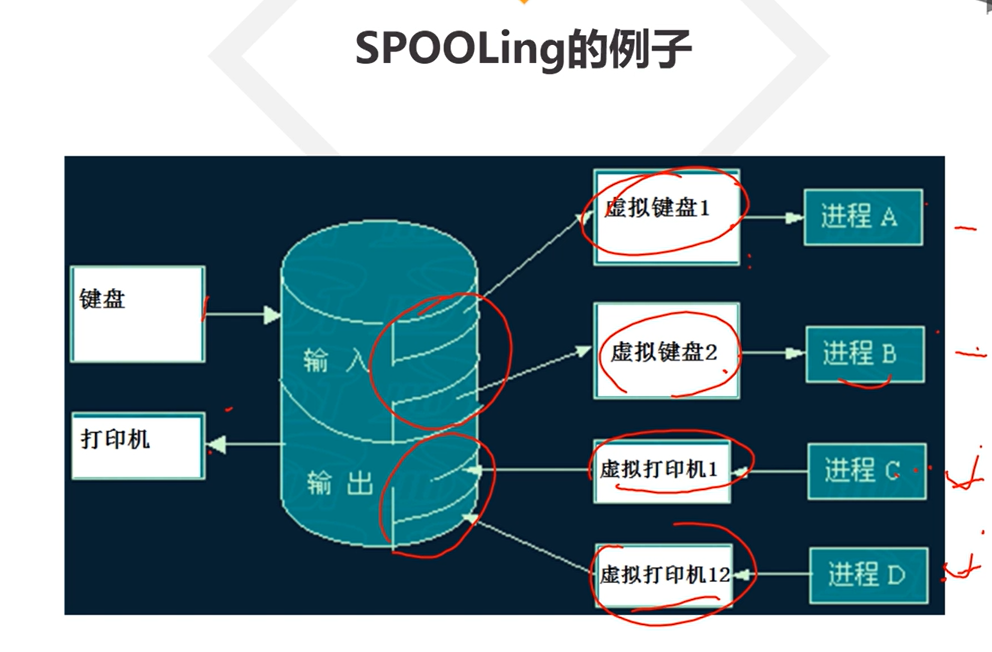 SPOOLing的例子
虚拟键盘1
进程 A
键盘
输 入
虚拟键盘2
进程 B
打印机
输 出
虚拟打印机1
进程 C
虚拟打印机12
进程 D